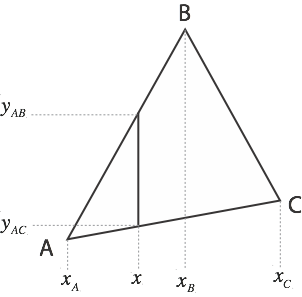 B
y_AB
C
y_AC
A
x_A x x_B x_C